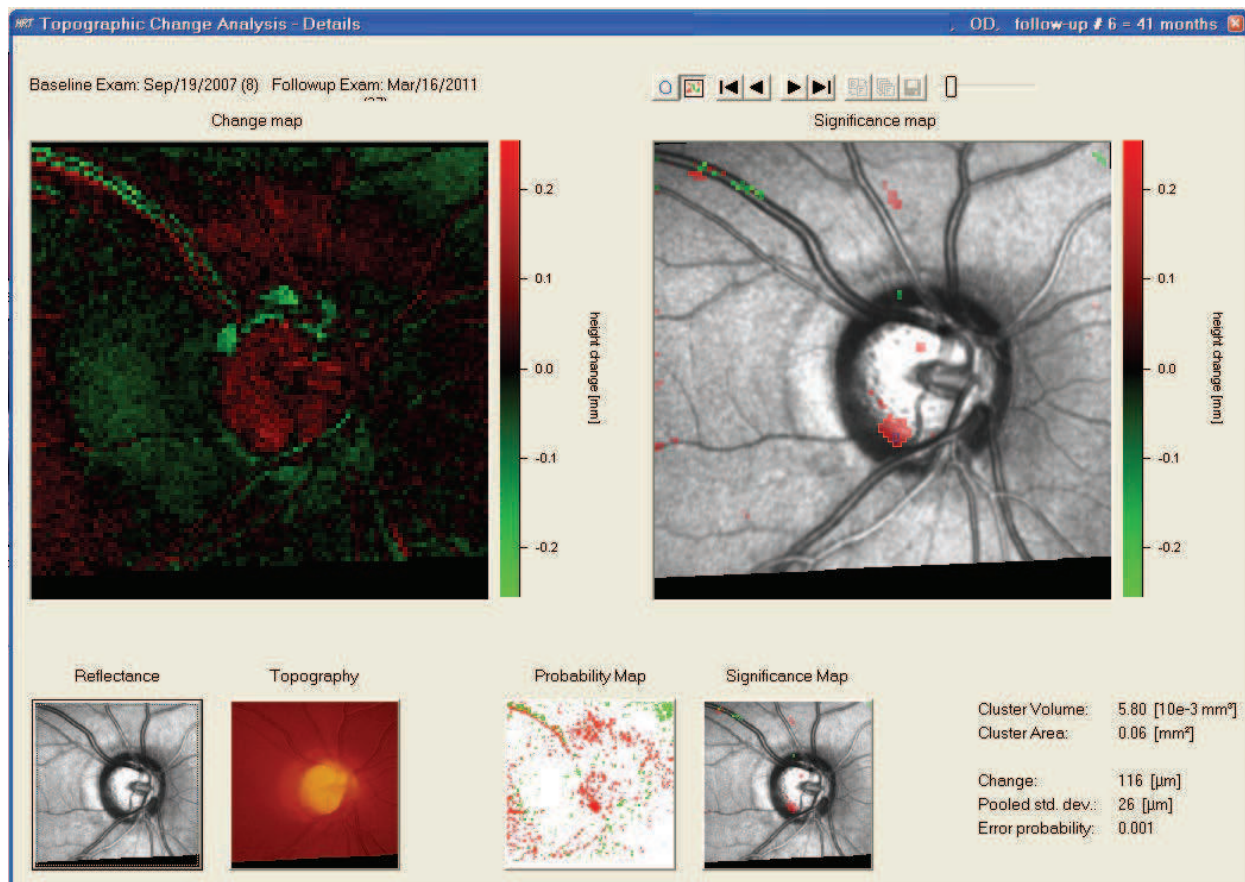 HRT Topographic Change Analysis - Details , OD, follow-up # 6 = 41 months
Baseline Exam: Sep/19/2007 (8) Followup Exam: Mar/16/2011
Change map
Significance map
0.2
0.1
0.0
-0.1
-0.2
height change [mm]
0.2
0.1
0.0
-0.1
-0.2
height change [mm]
Reflectance
Topography
Probability Map
Significance Map
Cluster Volume: 5.80 [10e-3 mm³]
Cluster Area: 0.06 [mm²]
Change: 116 [µm]
Pooled std. dev.: 26 [µm]
Error probability: 0.001